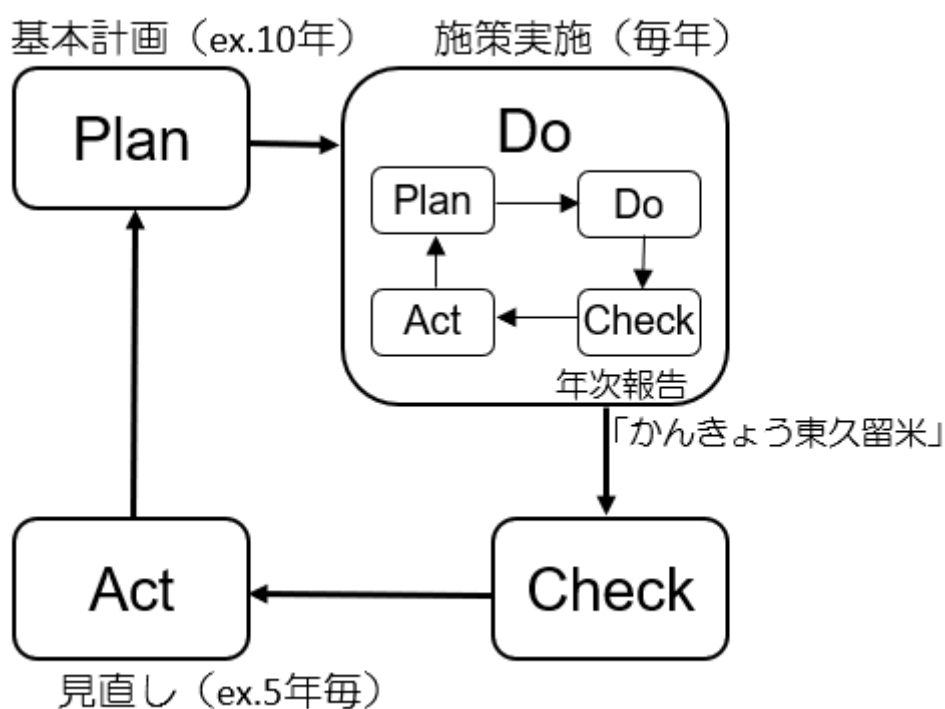 基本計画（ex.10年）
施策実施（毎年）
Plan
Do
Plan
Do
Act
Check
年次報告
「かんきょう東久留米」
Act
Check
見直し（ex.5年毎）